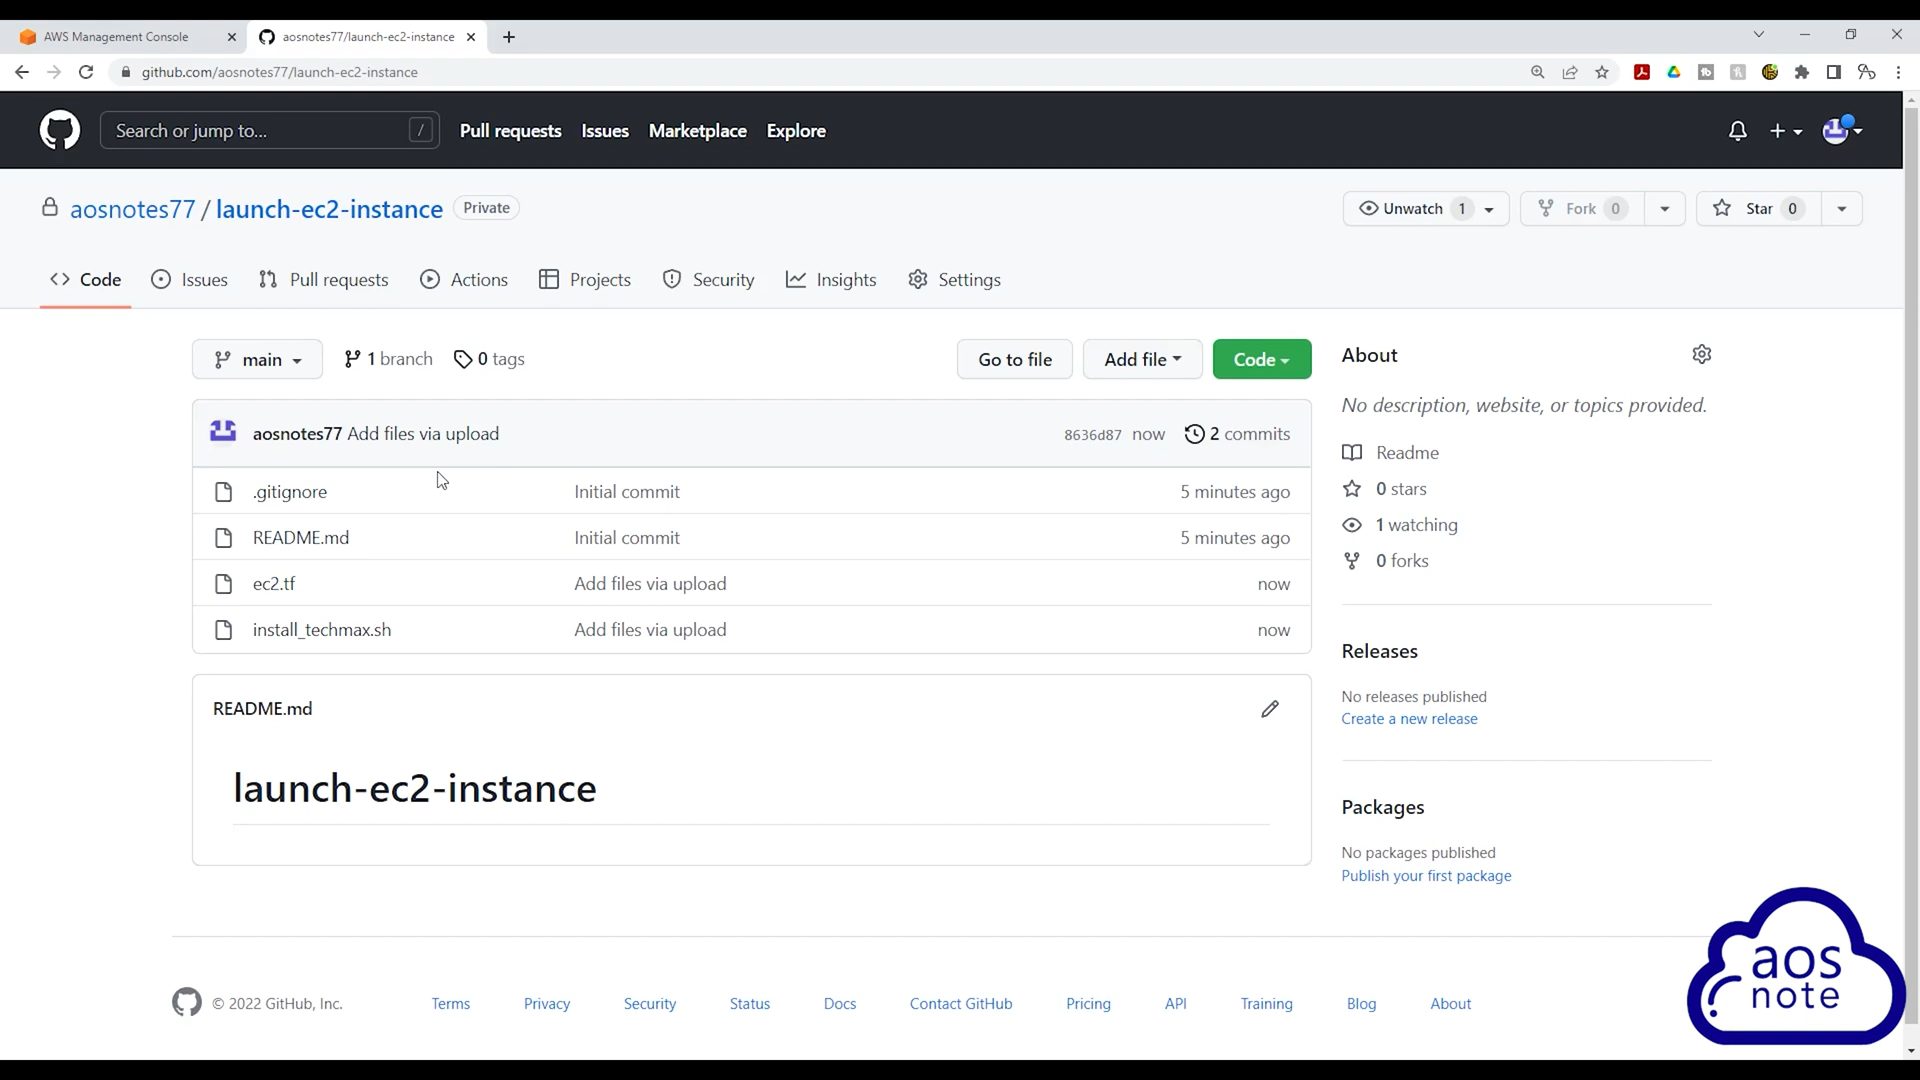 AWS Management Console
aosnotes77/launch-ec2-instance
github.com/aosnotes77/launch-ec2-instance
Search or jump to... /
Pull requests Issues Marketplace Explore
aosnotes77 / launch-ec2-instance Private
Unwatch 1 Fork 0 Star 0
Code Issues Pull requests Actions Projects Security Insights Settings
main 1 branch 0 tags Go to file Add file Code
aosnotes77 Add files via upload 8636d87 now 2 commits
.gitignore Initial commit 5 minutes ago
README.md Initial commit 5 minutes ago
ec2.tf Add files via upload now
install_techmax.sh Add files via upload now
README.md
launch-ec2-instance
About
No description, website, or topics provided.
Readme
0 stars
1 watching
0 forks
Releases
No releases published
Create a new release
Packages
No packages published
Publish your first package
© 2022 GitHub, Inc. Terms Privacy Security Status Docs Contact GitHub Pricing API Training Blog About
aos
note